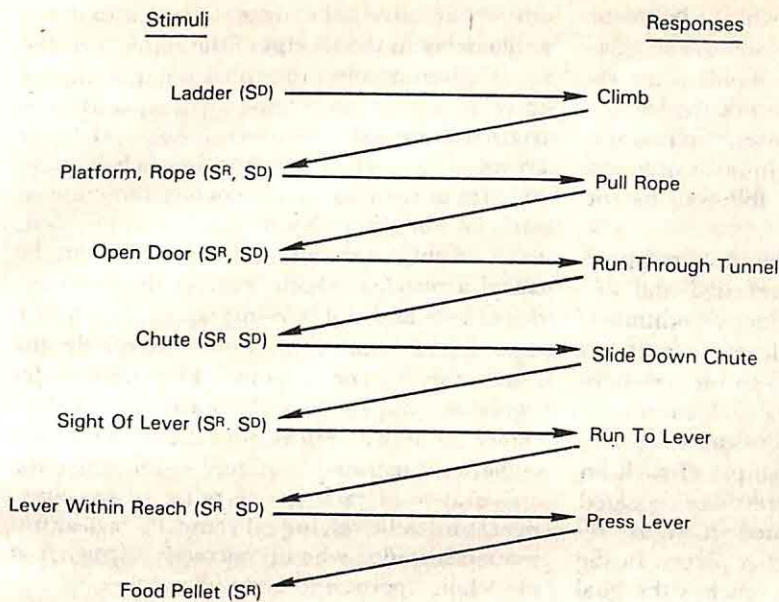 Stimuli Responses
Ladder (Sᴰ) Climb
Platform, Rope (Sᴿ, Sᴰ) Pull Rope
Open Door (Sᴿ, Sᴰ) Run Through Tunnel
Chute (Sᴿ, Sᴰ) Slide Down Chute
Sight Of Lever (Sᴿ. Sᴰ) Run To Lever
Lever Within Reach (Sᴿ, Sᴰ) Press Lever
Food Pellet (Sᴿ)